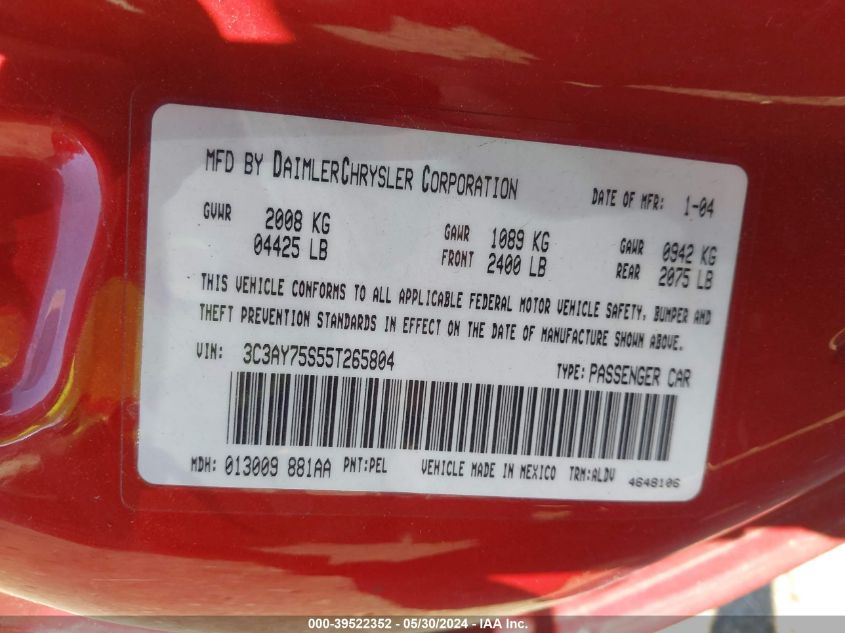 MFD BY DAIMLERCHRYSLER CORPORATION
DATE OF MFR: 1-04
GVWR 2008 KG
04425 LB
GAWR 1089 KG
FRONT 2400 LB
GAWR 0942 KG
REAR 2075 LB
THIS VEHICLE CONFORMS TO ALL APPLICABLE FEDERAL MOTOR VEHICLE SAFETY, BUMPER AND
THEFT PREVENTION STANDARDS IN EFFECT ON THE DATE OF MANUFACTURE SHOWN ABOVE.
VIN: 3C3AY75S55T265804
TYPE: PASSENGER CAR
MDH: 013009 881AA PNT:PEL VEHICLE MADE IN MEXICO TRM:ALDV
4648106
000-39522352 - 05/30/2024 - IAA Inc.